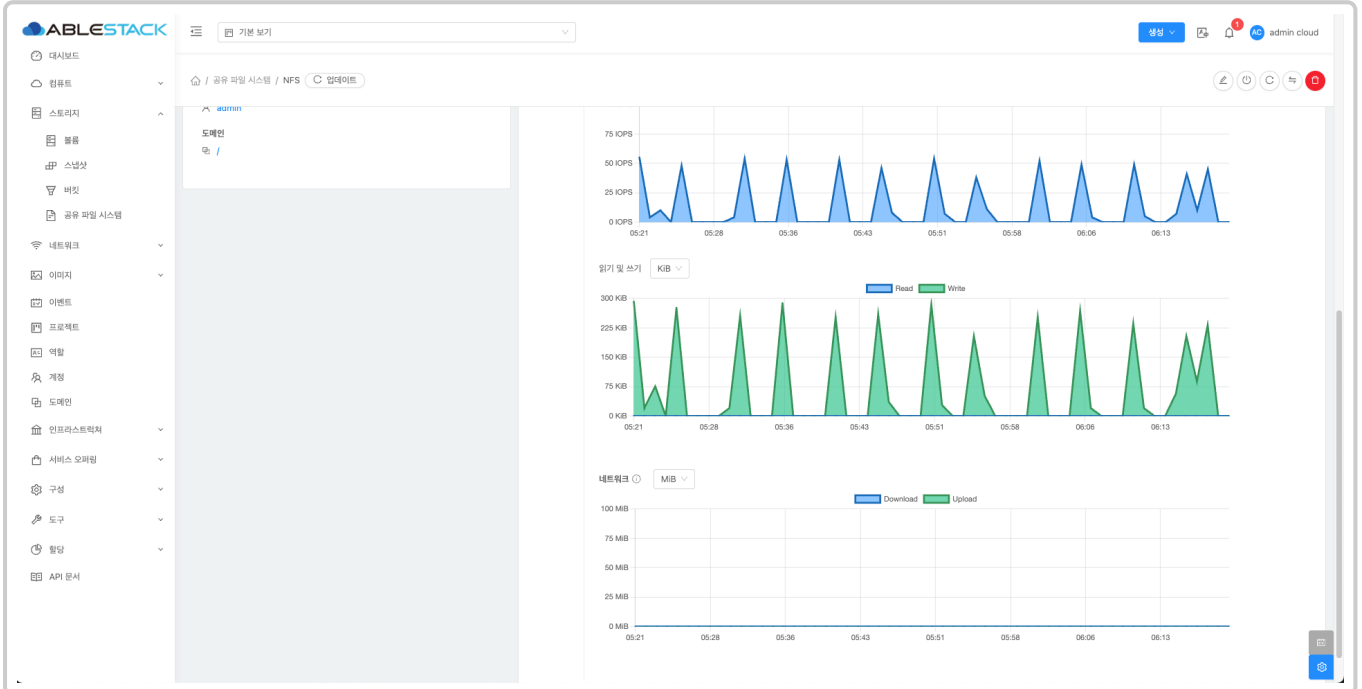 ABLESTACK
기본 보기
생성
1
AC
admin cloud
공유 파일 시스템 / NFS
업데이트
대시보드
컴퓨트
스토리지
볼륨
스냅샷
버킷
공유 파일 시스템
네트워크
이미지
이벤트
프로젝트
역할
계정
도메인
인프라스트럭쳐
서비스 오퍼링
구성
도구
할당
API 문서
admin
도메인
/
75 IOPS
50 IOPS
25 IOPS
0 IOPS
05:21 05:28 05:36 05:43 05:51 05:58 06:06 06:13
읽기 및 쓰기 KiB
Read Write
300 KiB
225 KiB
150 KiB
75 KiB
0 KiB
05:21 05:28 05:36 05:43 05:51 05:58 06:06 06:13
네트워크 MiB
Download Upload
100 MiB
75 MiB
50 MiB
25 MiB
0 MiB
05:21 05:28 05:36 05:43 05:51 05:58 06:06 06:13